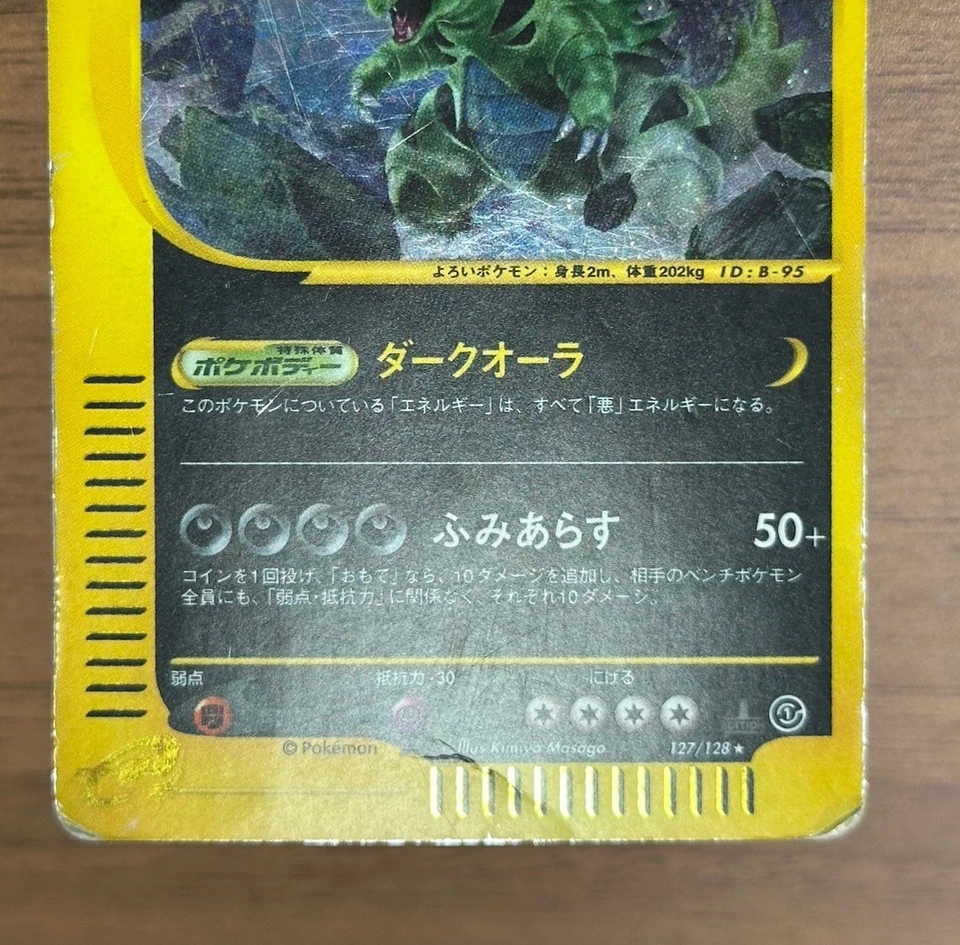 よろいポケモン：身長2m、体重202kg ID：B-95
特殊体質
ポケボディー ダークオーラ
このポケモンについている「エネルギー」は、すべて「悪」エネルギーになる。
ふみあらす 50+
コインを1回投げ、「おもて」なら、10ダメージを追加し、相手のベンチポケモン
全員にも、「弱点・抵抗力」に関係なく、それぞれ10ダメージ。
弱点 抵抗力-30 にげる
©Pokémon Illus Kimiya Masago. 127/128★